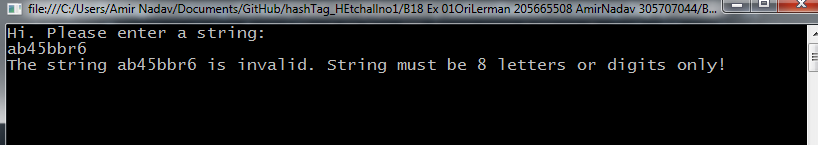 file:///C:/Users/Amir Nadav/Documents/GitHub/hashTag_HEtchallno1/B18 Ex 01OriLerman 205665508 AmirNadav 305707044/B...
Hi. Please enter a string:
ab45bbr6
The string ab45bbr6 is invalid. String must be 8 letters or digits only!